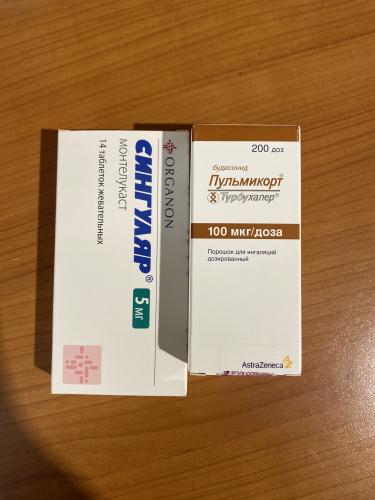 ORGANON
СИНГУЛЯР®
монтелукаст
5 мг
14 таблеток жевательных
200 доз
будесонид
Пульмикорт®
Турбухалер®
100 мкг/доза
Порошок для ингаляций
дозированный
AstraZeneca
AstraZeneca